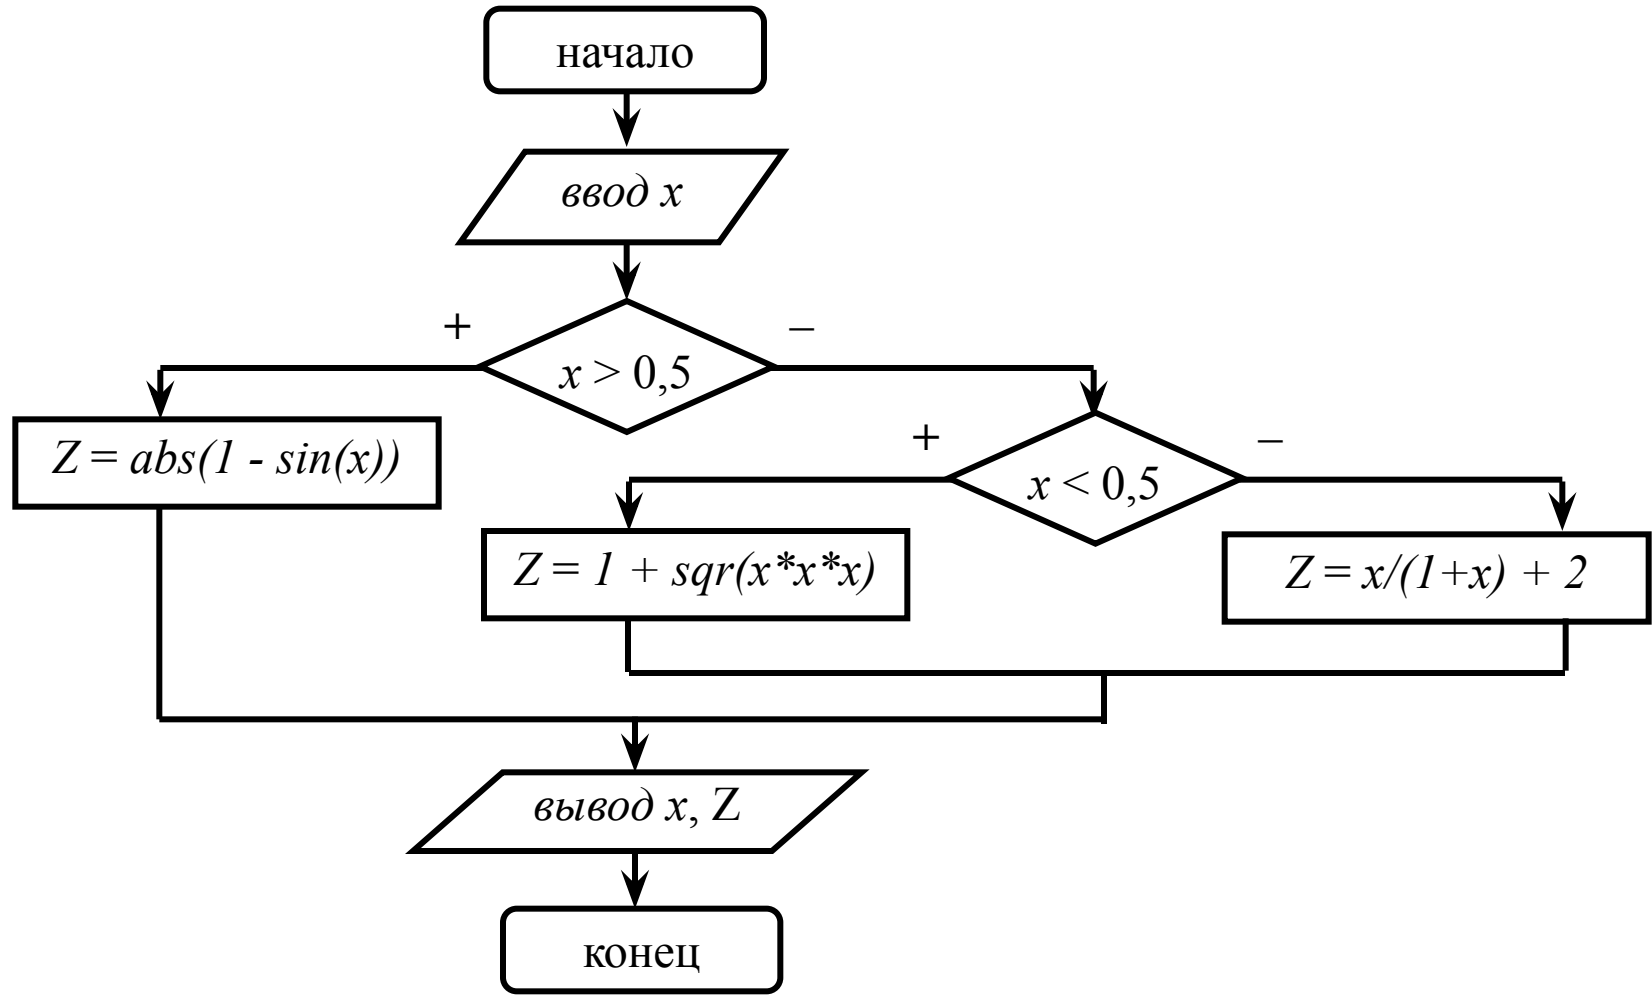 начало
ввод x
+
–
x > 0,5
Z = abs(1 - sin(x))
+
–
x < 0,5
Z = 1 + sqr(x*x*x)
Z = x/(1+x) + 2
вывод x, Z
конец